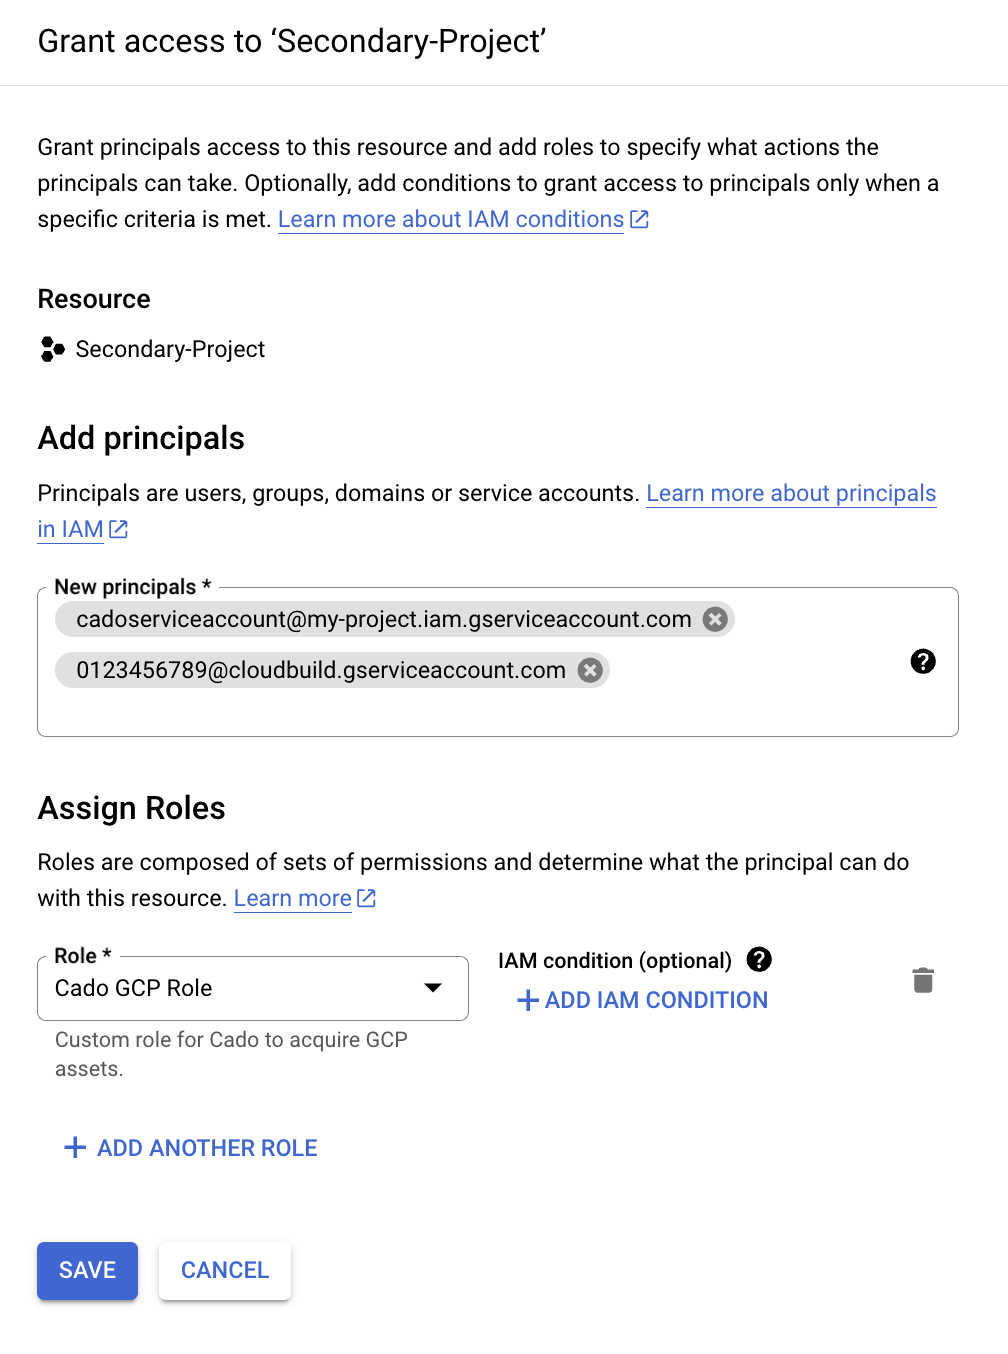 Grant access to ‘Secondary-Project’
Grant principals access to this resource and add roles to specify what actions the
principals can take. Optionally, add conditions to grant access to principals only when a
specific criteria is met. Learn more about IAM conditions
Resource
Secondary-Project
Add principals
Principals are users, groups, domains or service accounts. Learn more about principals
in IAM
New principals *
cadoserviceaccount@my-project.iam.gserviceaccount.com
0123456789@cloudbuild.gserviceaccount.com
Assign Roles
Roles are composed of sets of permissions and determine what the principal can do
with this resource. Learn more
Role *
Cado GCP Role
Custom role for Cado to acquire GCP
assets.
IAM condition (optional)
+ ADD IAM CONDITION
+ ADD ANOTHER ROLE
SAVE
CANCEL